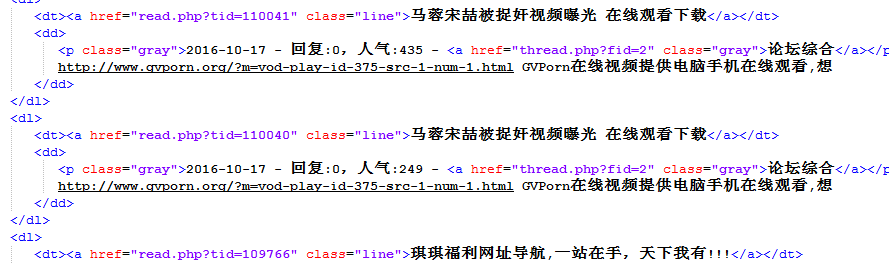 <dl>
<dt><a href="read.php?tid=110041" class="line">马蓉宋喆被捉奸视频曝光 在线观看下载</a></dt>
<dd>
<p class="gray">2016-10-17 - 回复:0, 人气:435 - <a href="thread.php?fid=2" class="gray">论坛综合</a></p
http://www.gvporn.org/?m=vod-play-id-375-src-1-num-1.html GVPorn在线视频提供电脑手机在线观看,想
</dd>
</dl>
<dl>
<dt><a href="read.php?tid=110040" class="line">马蓉宋喆被捉奸视频曝光 在线观看下载</a></dt>
<dd>
<p class="gray">2016-10-17 - 回复:0, 人气:249 - <a href="thread.php?fid=2" class="gray">论坛综合</a></p
http://www.gvporn.org/?m=vod-play-id-375-src-1-num-1.html GVPorn在线视频提供电脑手机在线观看,想
</dd>
</dl>
<dl>
<dt><a href="read.php?tid=109766" class="line">琪琪福利网址导航,一站在手, 天下我有!!!</a></dt>